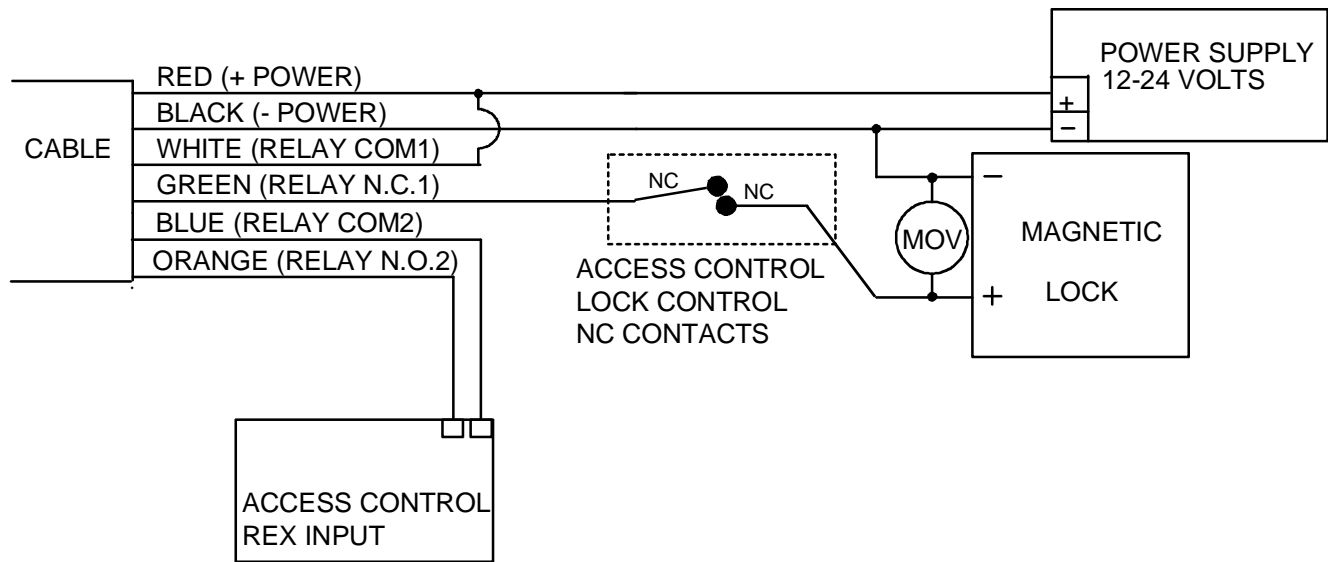 RED (+ POWER)
BLACK (- POWER)
CABLE
WHITE (RELAY COM1)
GREEN (RELAY N.C.1)
BLUE (RELAY COM2)
ORANGE (RELAY N.O.2)
POWER SUPPLY
12-24 VOLTS
+
−
NC
NC
ACCESS CONTROL
LOCK CONTROL
NC CONTACTS
MOV
−
MAGNETIC
LOCK
+
ACCESS CONTROL
REX INPUT